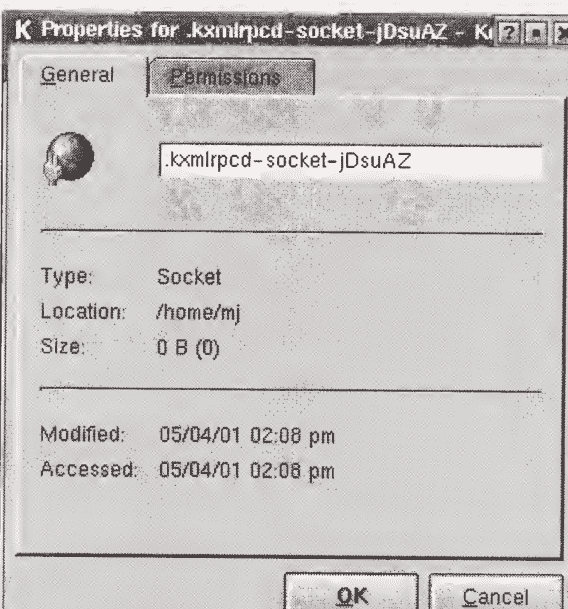 K Properties for .kxmlrpcd-socket-jDsuAZ - K
General Permissions
.kxmlrpcd-socket-jDsuAZ
Type: Socket
Location: /home/mj
Size: 0 B (0)
Modified: 05/04/01 02:08 pm
Accessed: 05/04/01 02:08 pm
OK Cancel